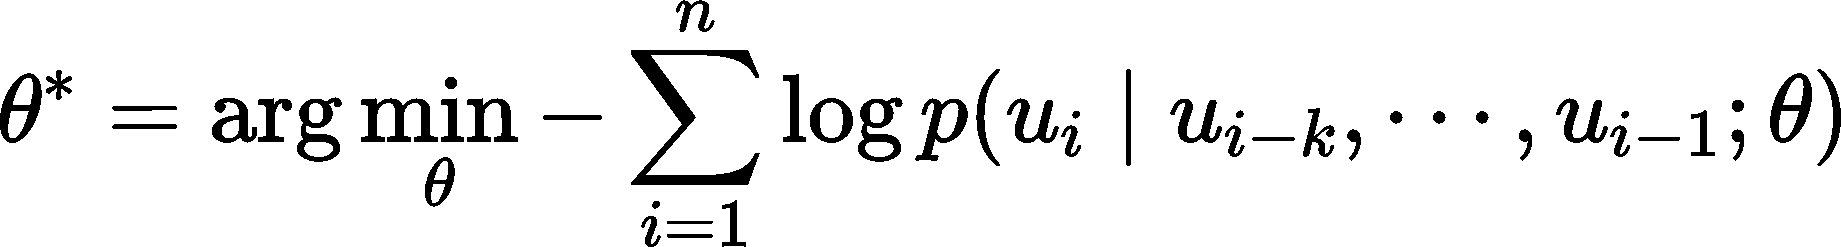 θ* = arg min_θ − ∑_{i=1}^{n} log p(u_i | u_{i−k}, ⋯ , u_{i−1}; θ)